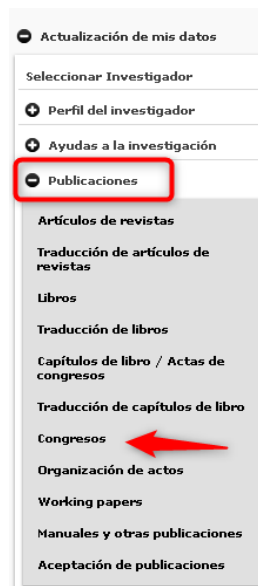 Actualización de mis datos
Seleccionar Investigador
Perfil del investigador
Ayudas a la investigación
Publicaciones
Artículos de revistas
Traducción de artículos de
revistas
Libros
Traducción de libros
Capítulos de libro / Actas de
congresos
Traducción de capítulos de libro
Congresos
Organización de actos
Working papers
Manuales y otras publicaciones
Aceptación de publicaciones